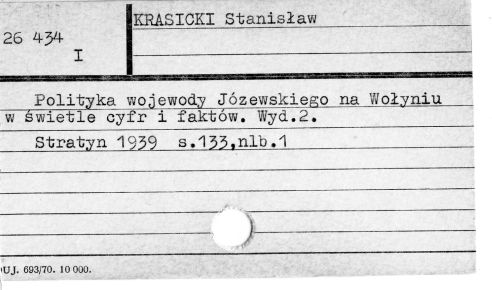 26 434
I
KRASICKI Stanisław
Polityka wojewody Józewskiego na Wołyniu
w świetle cyfr i faktów. Wyd.2.
Stratyn 1939 s.133,nlb.1
UJ. 693/70. 10 000.